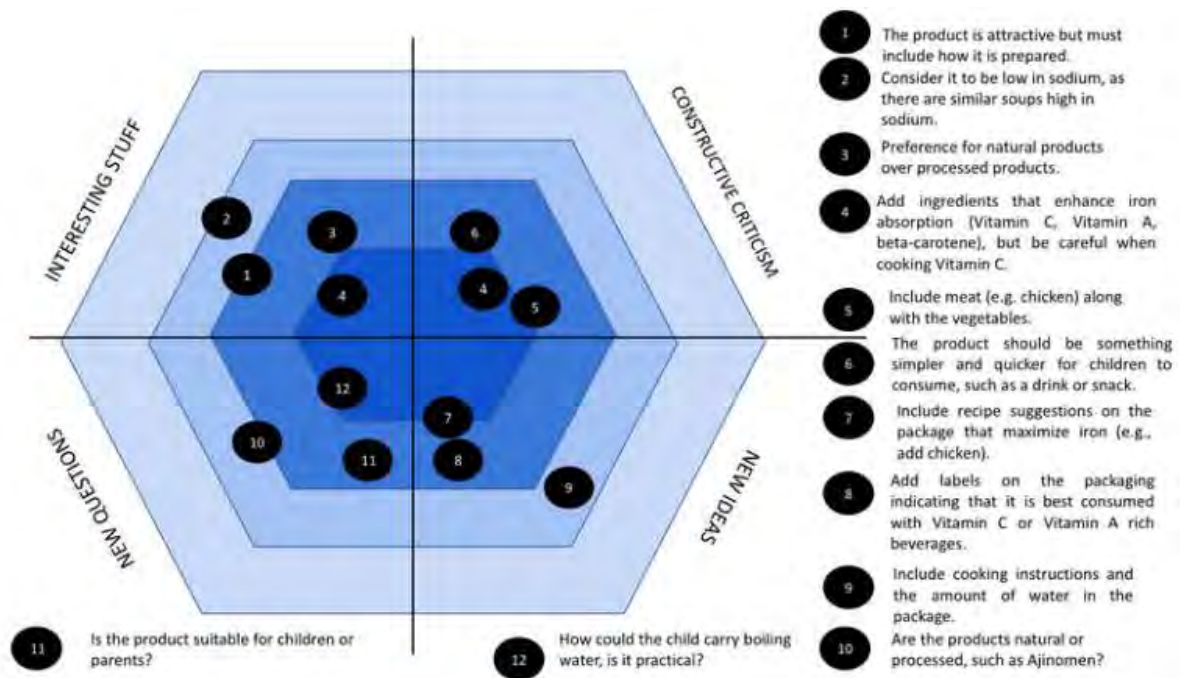 INTERESTING STUFF
CONSTRUCTIVE CRITICISM
2
3
6
1
4
4
5
12
7
10
11
8
9
NEW QUESTIONS
NEW IDEAS
1 The product is attractive but must
include how it is prepared.
2 Consider it to be low in sodium, as
there are similar soups high in
sodium.
3 Preference for natural products
over processed products.
4 Add ingredients that enhance iron
absorption (Vitamin C, Vitamin A,
beta-carotene), but be careful when
cooking Vitamin C.
5 Include meat (e.g. chicken) along
with the vegetables.
6 The product should be something
simpler and quicker for children to
consume, such as a drink or snack.
7 Include recipe suggestions on the
package that maximize iron (e.g.,
add chicken).
8 Add labels on the packaging
indicating that it is best consumed
with Vitamin C or Vitamin A rich
beverages.
9 Include cooking instructions and
the amount of water in the
package.
10 Are the products natural or
processed, such as Ajinomen?
11 Is the product suitable for children or
parents?
12 How could the child carry boiling
water, is it practical?